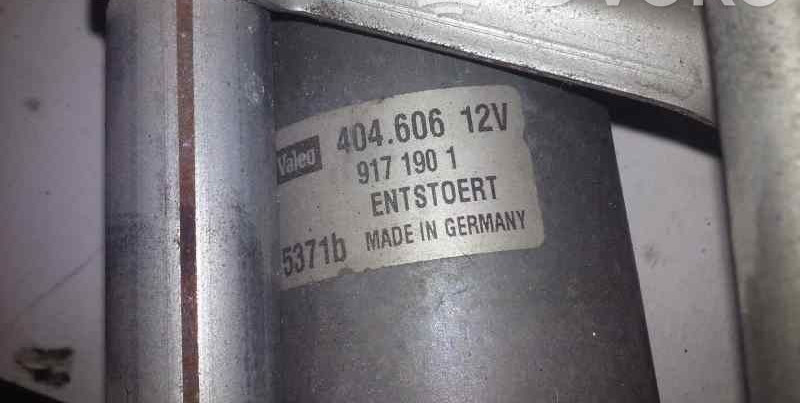 Valeo 404.606 12V
917 190 1
ENTSTOERT
5371b MADE IN GERMANY